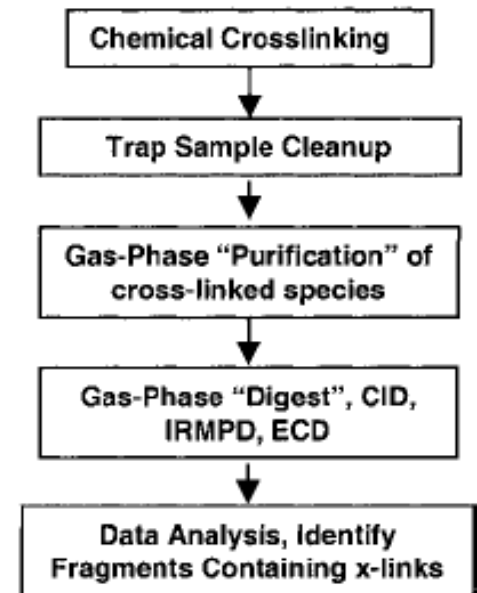 Chemical Crosslinking
Trap Sample Cleanup
Gas-Phase “Purification” of
cross-linked species
Gas-Phase “Digest”, CID,
IRMPD, ECD
Data Analysis, Identify
Fragments Containing x-links